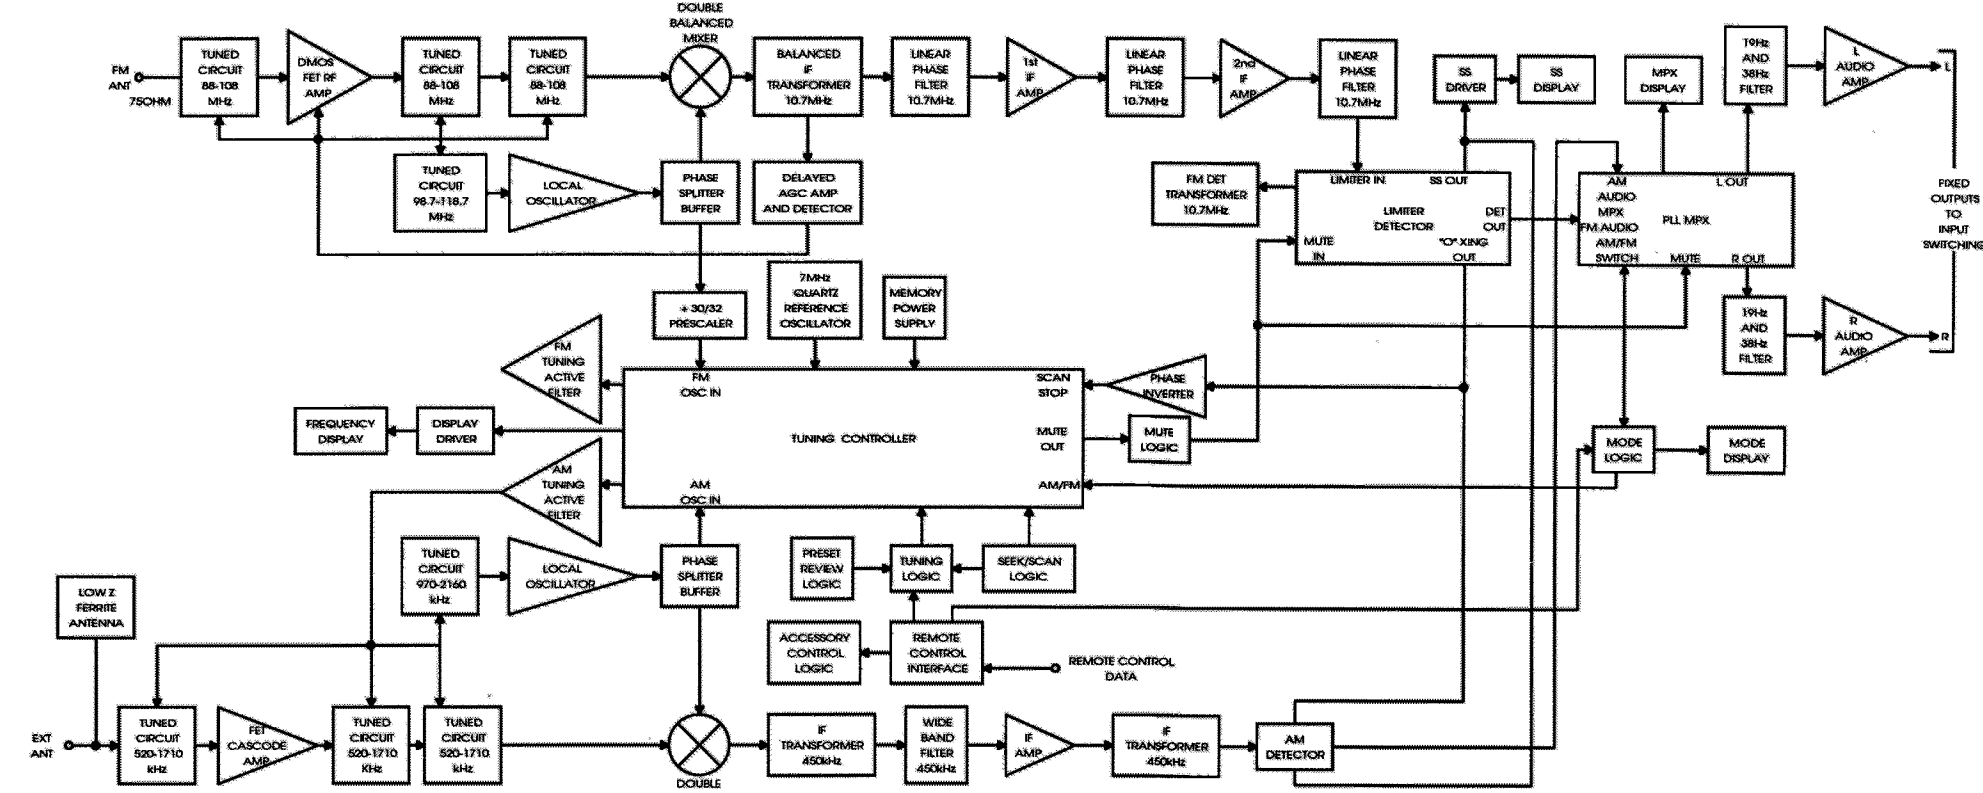 FM
ANT
75OHM
TUNED
CIRCUIT
88-108
MHz
DMOS
FET RF
AMP
TUNED
CIRCUIT
88-108
MHz
TUNED
CIRCUIT
88-108
MHz
DOUBLE
BALANCED
MIXER
BALANCED
IF
TRANSFORMER
10.7MHz
LINEAR
PHASE
FILTER
10.7MHz
1st
IF
AMP
LINEAR
PHASE
FILTER
10.7MHz
2nd
IF
AMP
LINEAR
PHASE
FILTER
10.7MHz
SS
DRIVER
SS
DISPLAY
MPX
DISPLAY
19Hz
AND
38Hz
FILTER
L
AUDIO
AMP
L
TUNED
CIRCUIT
98.7-118.7
MHz
LOCAL
OSCILLATOR
PHASE
SPLITTER
BUFFER
DELAYED
AGC AMP
AND DETECTOR
FM DET
TRANSFORMER
10.7MHz
LIMITER IN
SS OUT
LIMITER
DETECTOR
DET
OUT
MUTE
IN
"O" XING
OUT
AM
AUDIO
MPX
FM AUDIO
AM/FM
SWITCH
L OUT
PLL MPX
MUTE
R OUT
FIXED
OUTPUTS
TO
INPUT
SWITCHING
÷ 30/32
PRESCALER
7MHz
QUARTZ
REFERENCE
OSCILLATOR
MEMORY
POWER
SUPPLY
19Hz
AND
38Hz
FILTER
R
AUDIO
AMP
R
FM
TUNING
ACTIVE
FILTER
FM
OSC IN
SCAN
STOP
PHASE
INVERTER
FREQUENCY
DISPLAY
DISPLAY
DRIVER
TUNING CONTROLLER
MUTE
OUT
MUTE
LOGIC
MODE
LOGIC
MODE
DISPLAY
AM
TUNING
ACTIVE
FILTER
AM
OSC IN
AM/FM
TUNED
CIRCUIT
970-2160
kHz
LOCAL
OSCILLATOR
PHASE
SPLITTER
BUFFER
PRESET
REVIEW
LOGIC
TUNING
LOGIC
SEEK/SCAN
LOGIC
LOW Z
FERRITE
ANTENNA
ACCESSORY
CONTROL
LOGIC
REMOTE
CONTROL
INTERFACE
REMOTE CONTROL
DATA
EXT
ANT
TUNED
CIRCUIT
520-1710
kHz
FET
CASCODE
AMP
TUNED
CIRCUIT
520-1710
KHz
TUNED
CIRCUIT
520-1710
kHz
DOUBLE
IF
TRANSFORMER
450kHz
WIDE
BAND
FILTER
450kHz
IF
AMP
IF
TRANSFORMER
450kHz
AM
DETECTOR